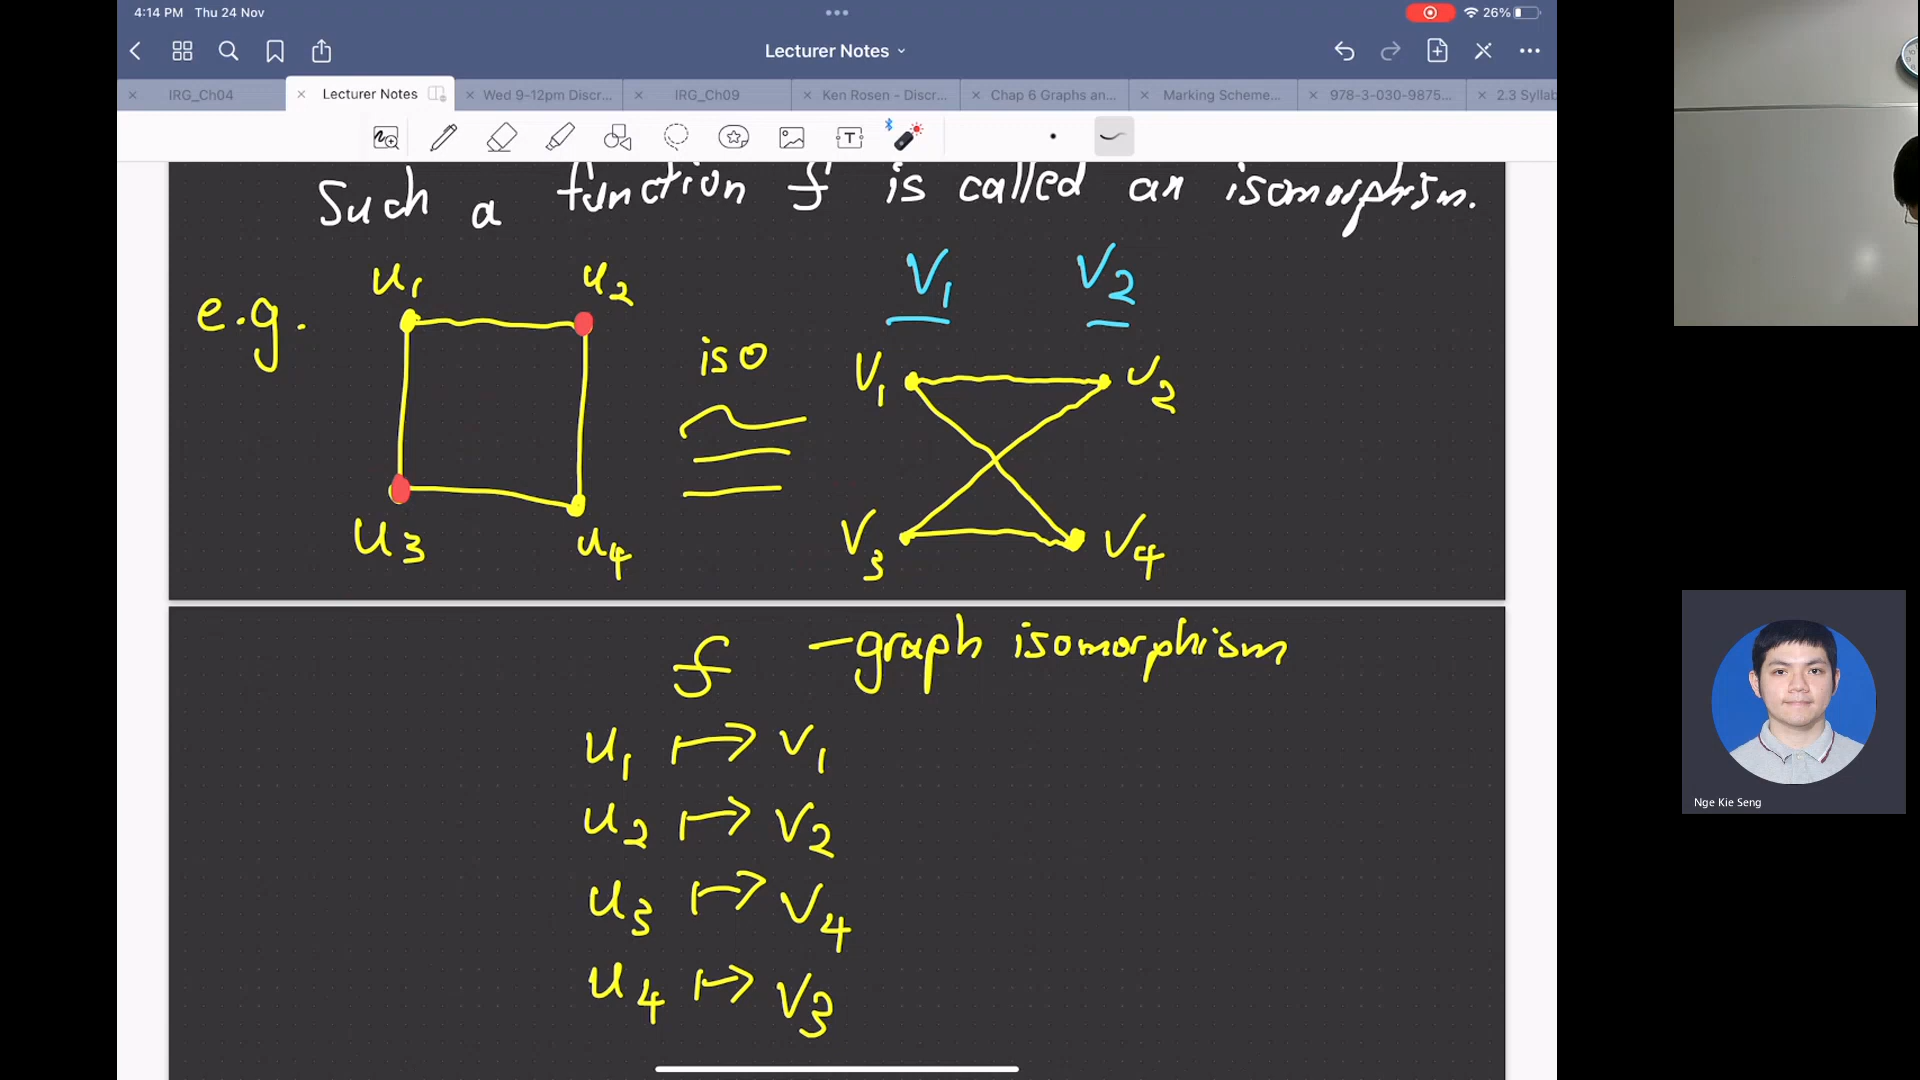 4:14 PM Thu 24 Nov
26%
Lecturer Notes
IRG_Ch04
Lecturer Notes
Wed 9-12pm Discr...
IRG_Ch09
Ken Rosen - Discr...
Chap 6 Graphs an...
Marking Scheme...
978-3-030-9875...
2.3 Syllab
Such a function f is called an isomorphism.
V1 V2
e.g. u1 u2
iso
≅
V1 V2
u3 u4
V3 V4
f - graph isomorphism
u1 ↦ V1
u2 ↦ V2
u3 ↦ V4
u4 ↦ V3
Nge Kie Seng